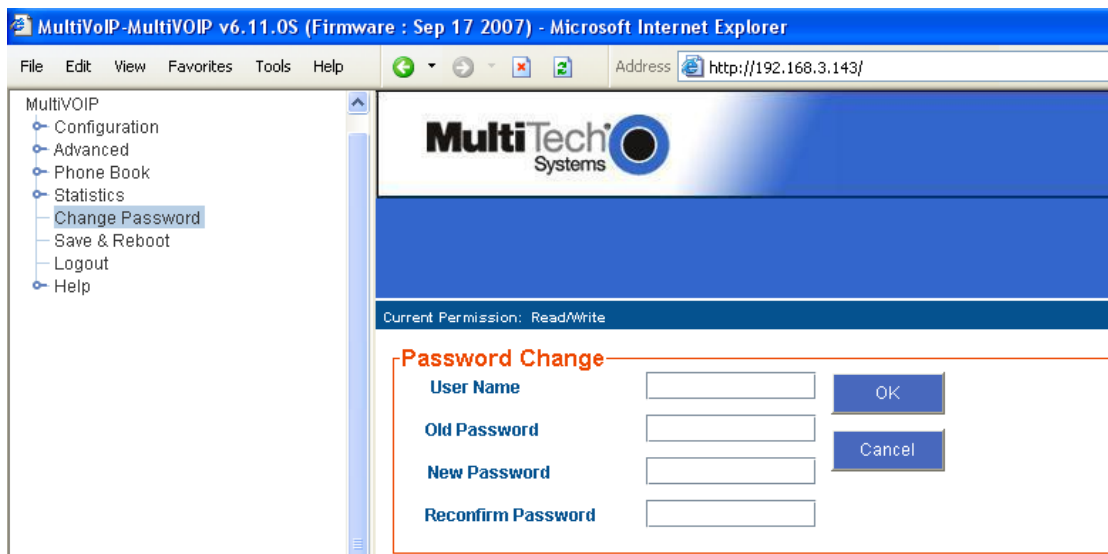 MultiVoIP-MultiVOIP v6.11.0S (Firmware : Sep 17 2007) - Microsoft Internet Explorer
File Edit View Favorites Tools Help Address http://192.168.3.143/
MultiVOIP
Configuration
Advanced
Phone Book
Statistics
Change Password
Save & Reboot
Logout
Help
MultiTech
Systems
Current Permission: Read/Write
Password Change
User Name
OK
Old Password
Cancel
New Password
Reconfirm Password